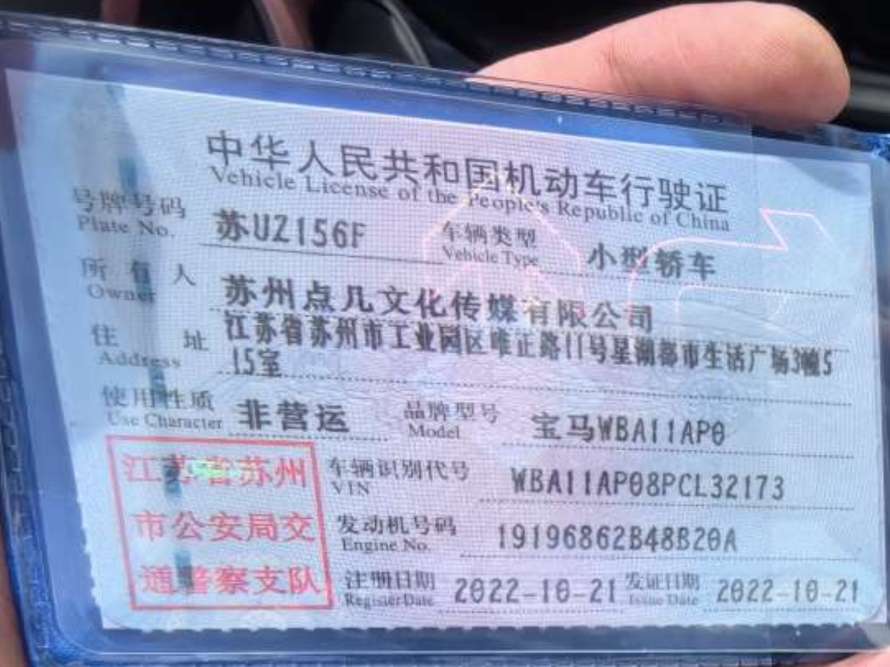 中华人民共和国机动车行驶证
Vehicle License of the People's Republic of China
号牌号码 苏UZ156F 车辆类型 小型轿车
Plate No. Vehicle Type
所有人 苏州点几文化传媒有限公司
Owner
住址 江苏省苏州市工业园区唯正路11号星湖都市生活广场3幢5
Address 15室
使用性质 非营运 品牌型号 宝马WBA11AP0
Use Character Model
江苏省苏州 车辆识别代号 WBA11AP08PCL32173
VIN
市公安局交 发动机号码 19196862B48B20A
Engine No.
通警察支队 注册日期 2022-10-21 发证日期 2022-10-21
Register Date Issue Date